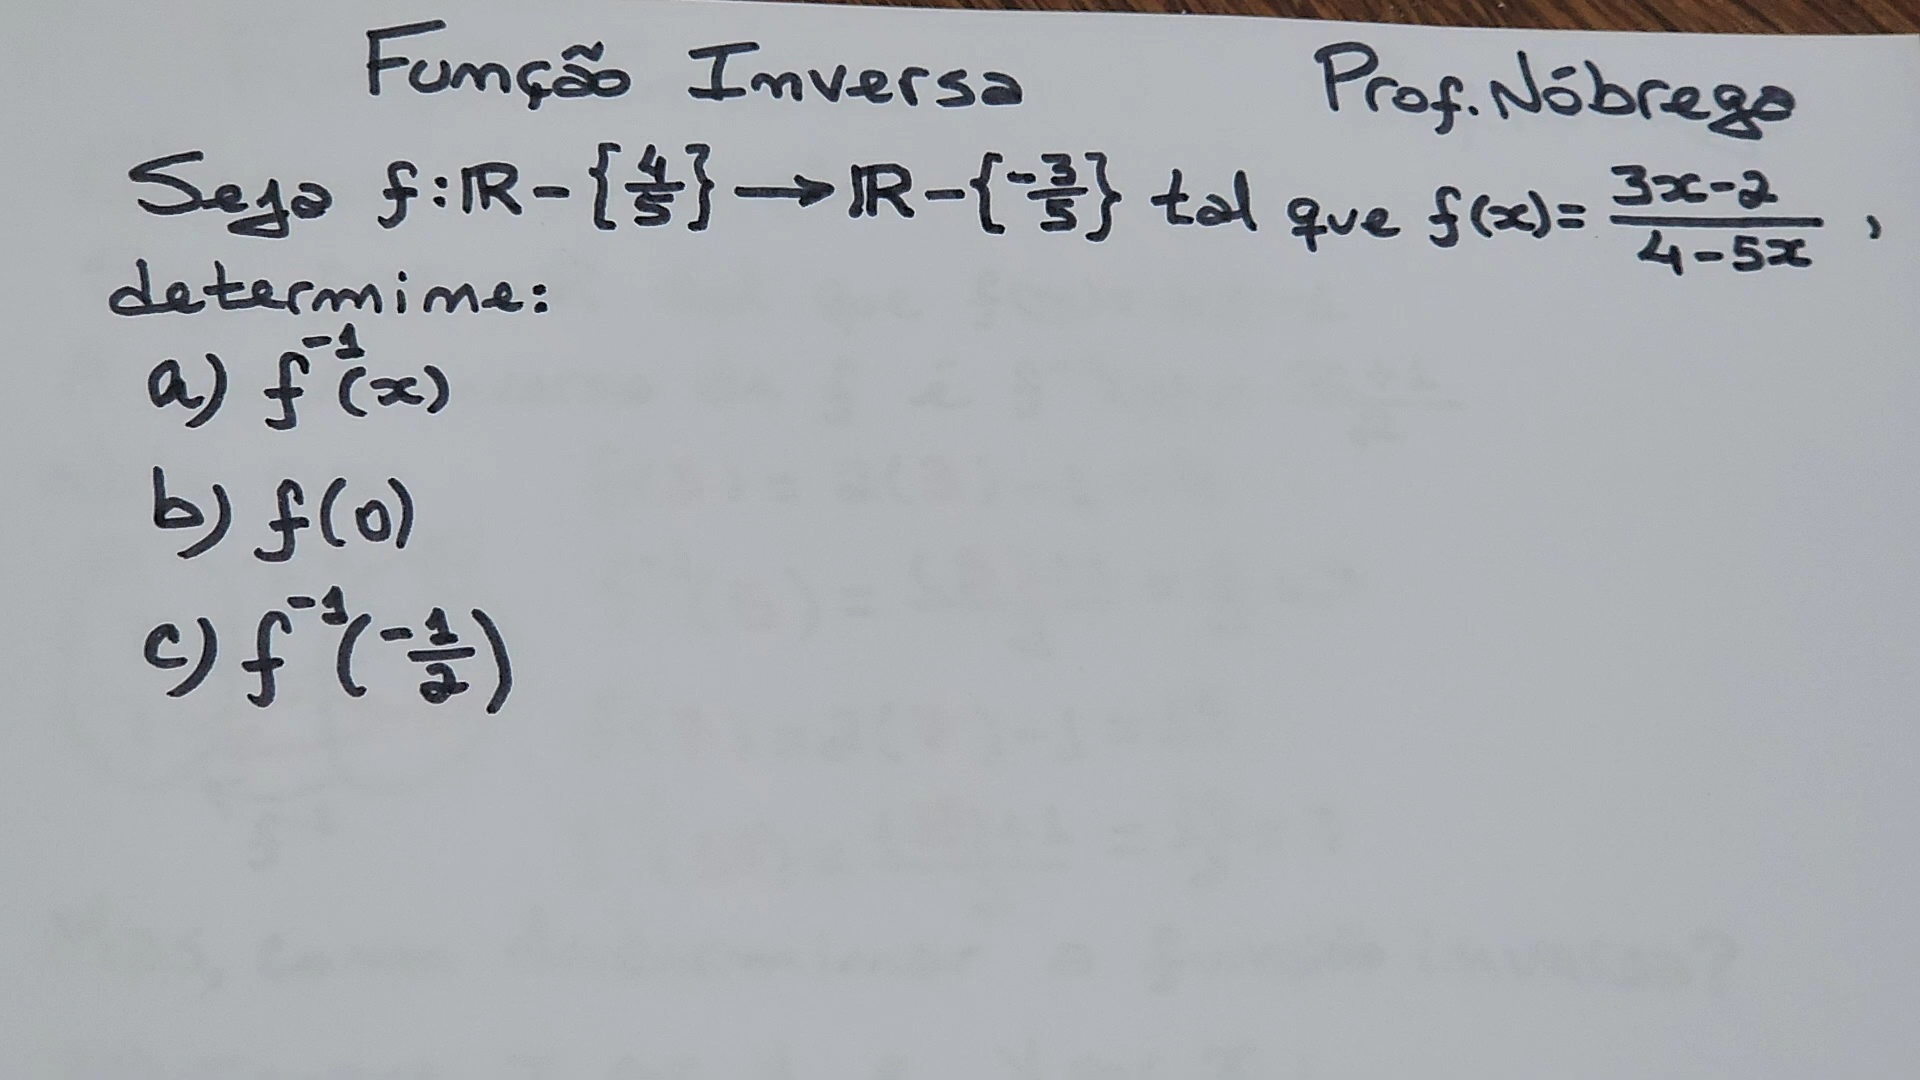 Função Inversa Prof. Nóbrega
Seja f:ℝ-{4/5}→ℝ-{-3/5} tal que f(x)=(3x-2)/(4-5x),
determine:
a) f⁻¹(x)
b) f(0)
c) f⁻¹(-1/2)